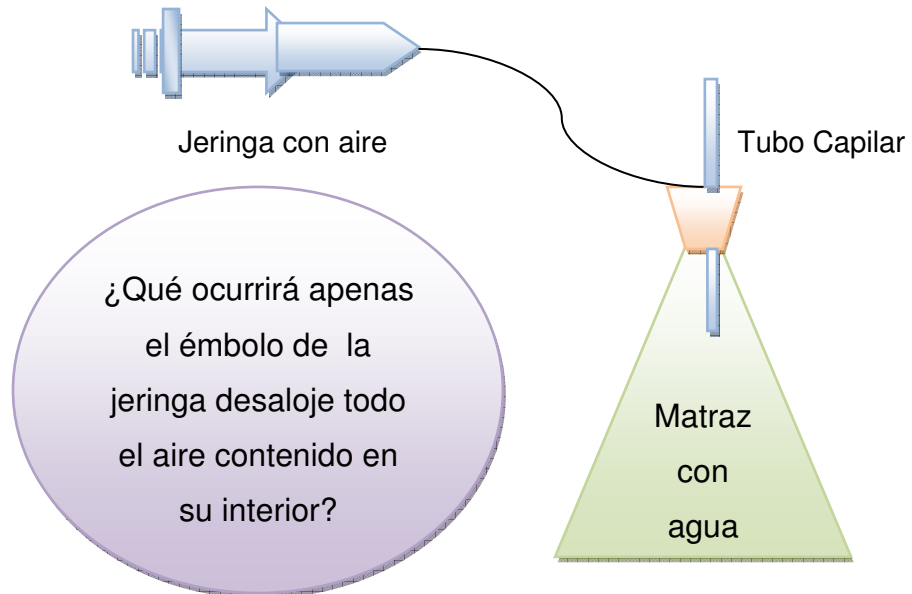 Jeringa con aire
Tubo Capilar
¿Qué ocurrirá apenas
el émbolo de la
jeringa desaloje todo
el aire contenido en
su interior?
Matraz
con
agua